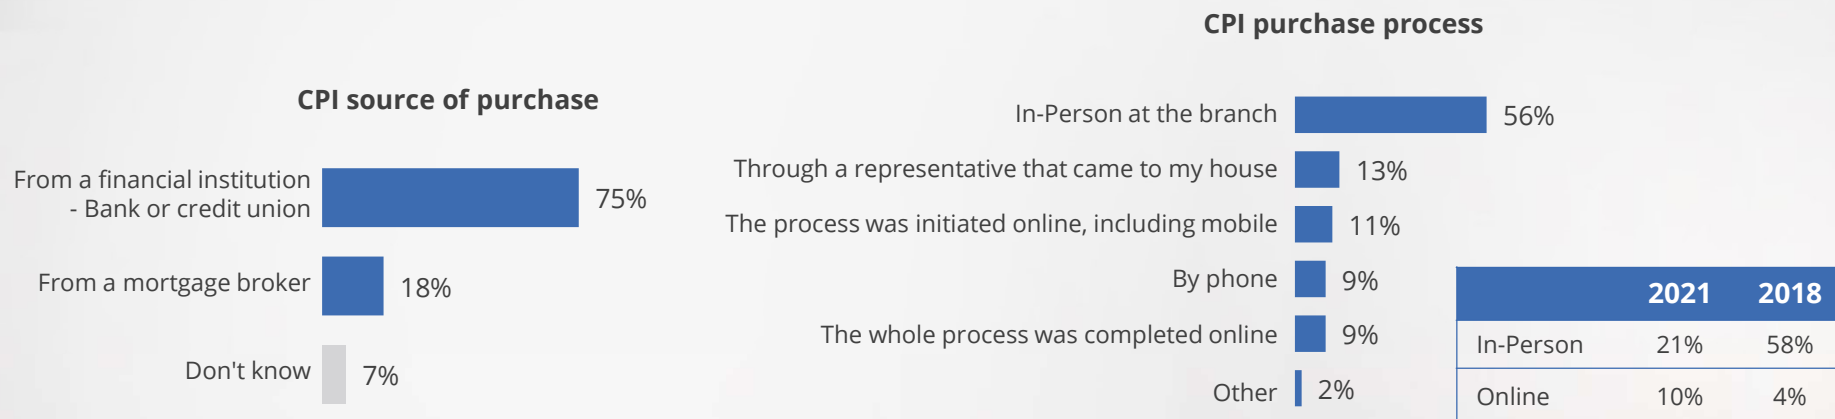 CPI source of purchase
From a financial institution
- Bank or credit union
75%
From a mortgage broker
18%
Don't know
7%
CPI purchase process
In-Person at the branch
56%
Through a representative that came to my house
13%
The process was initiated online, including mobile
11%
By phone
9%
The whole process was completed online
9%
Other
2%
2021 2018
In-Person 21% 58%
Online 10% 4%